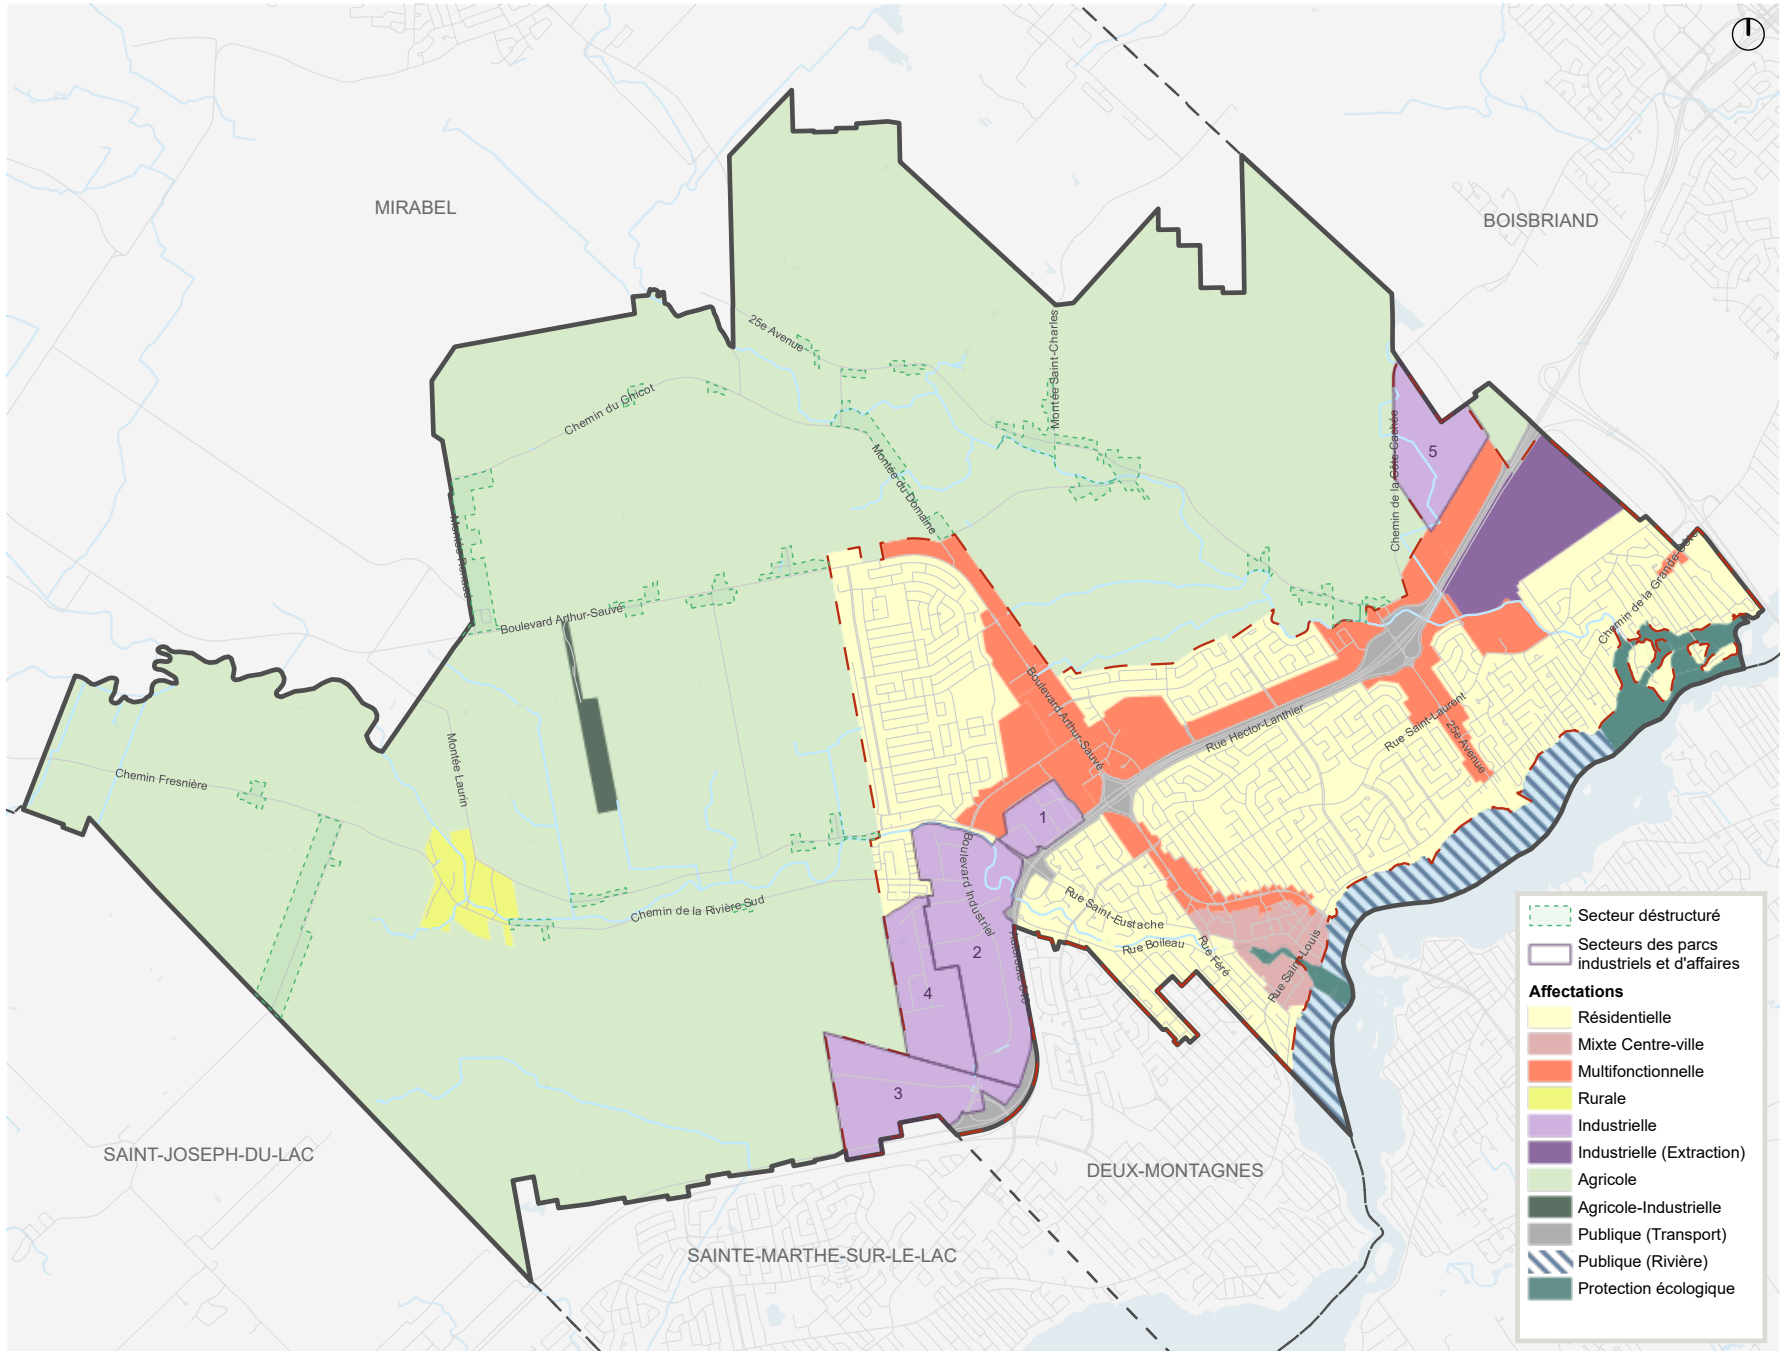 MIRABEL
BOISBRIAND
25e Avenue
Montée Saint-Charles
Chemin du Chicot
Chemin de la Côte Cachée
5
Montée du Domaine
Montée Renaud
Chemin de la Grande-Côte
Boulevard Arthur-Sauvé
Boulevard Arthur-Sauvé
Rue Hector-Lanthier
Rue Saint-Laurent
25e Avenue
Chemin Fresnière
Montée Laurin
1
Boulevard Industriel
Rue Saint-Eustache
Chemin de la Rivière Sud
Rue Boileau
Rue Féré
Rue Saint-Louis
2
Autoroute 640
4
3
SAINT-JOSEPH-DU-LAC
DEUX-MONTAGNES
SAINTE-MARTHE-SUR-LE-LAC
Secteur déstructuré
Secteurs des parcs
industriels et d'affaires
Affectations
Résidentielle
Mixte Centre-ville
Multifonctionnelle
Rurale
Industrielle
Industrielle (Extraction)
Agricole
Agricole-Industrielle
Publique (Transport)
Publique (Rivière)
Protection écologique